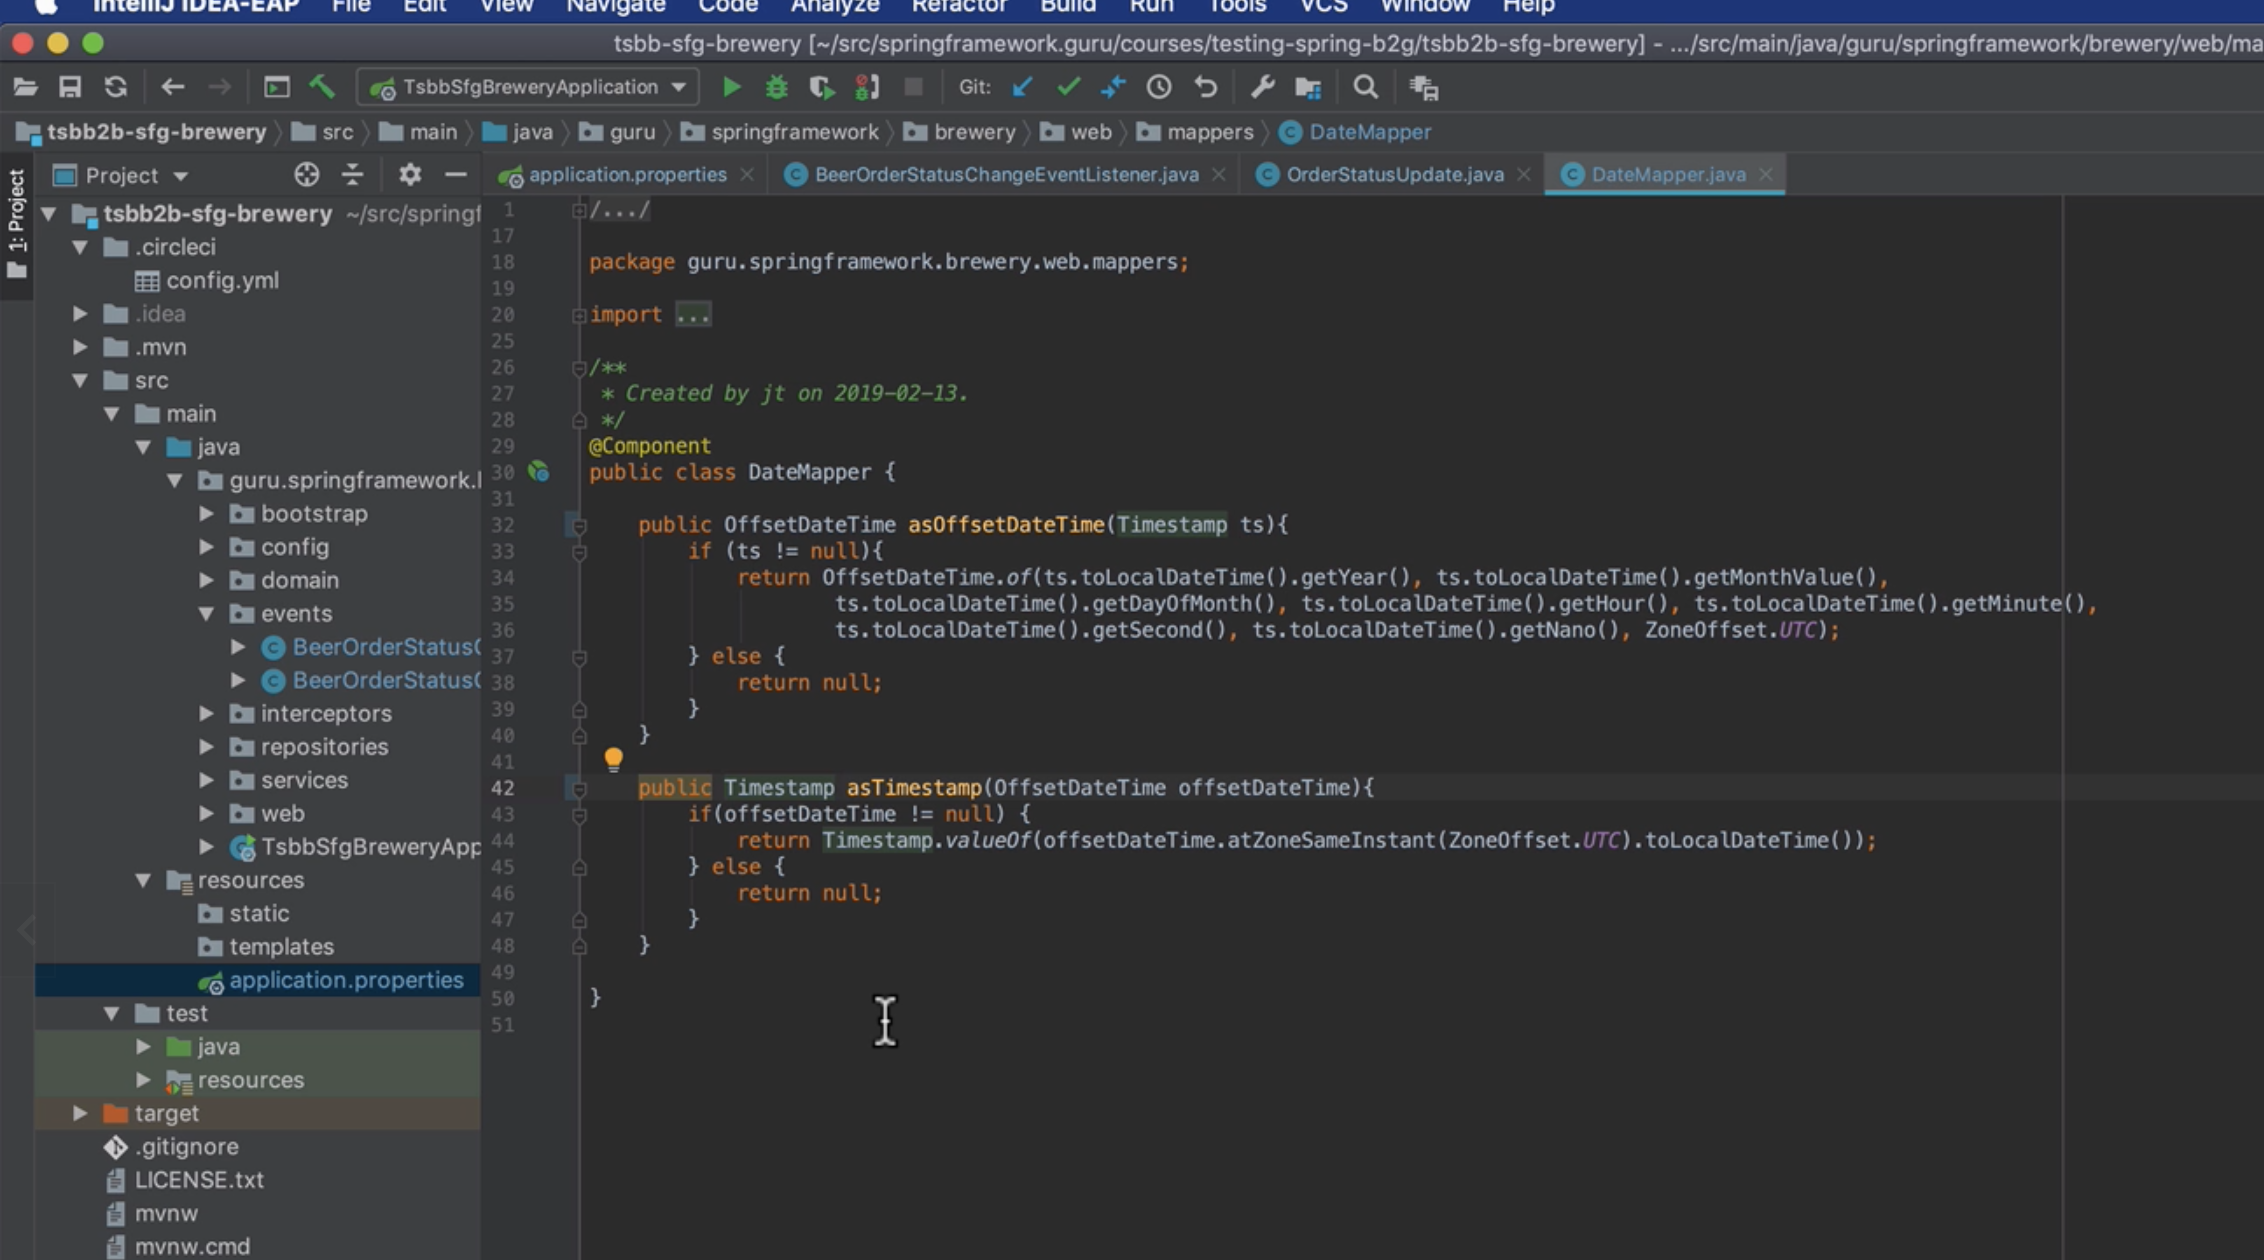 IntelliJ IDEA-EAP File Edit View Navigate Code Analyze Refactor Build Run Tools VCS Window Help
tsbb-sfg-brewery [~/src/springframework.guru/courses/testing-spring-b2g/tsbb2b-sfg-brewery] - .../src/main/java/guru/springframework/brewery/web/ma
TsbbSfgBreweryApplication Git:
tsbb2b-sfg-brewery src main java guru springframework brewery web mappers DateMapper
1: Project
Project
application.properties BeerOrderStatusChangeEventListener.java OrderStatusUpdate.java DateMapper.java
tsbb2b-sfg-brewery ~/src/springf
.circleci
config.yml
.idea
.mvn
src
main
java
guru.springframework.
bootstrap
config
domain
events
BeerOrderStatusC
BeerOrderStatusC
interceptors
repositories
services
web
TsbbSfgBreweryApp
resources
static
templates
application.properties
test
java
resources
target
.gitignore
LICENSE.txt
mvnw
mvnw.cmd
1 /.../
17
18 package guru.springframework.brewery.web.mappers;
19
20 import ...
25
26 /**
27 * Created by jt on 2019-02-13.
28 */
29 @Component
30 public class DateMapper {
31
32 public OffsetDateTime asOffsetDateTime(Timestamp ts){
33 if (ts != null){
34 return OffsetDateTime.of(ts.toLocalDateTime().getYear(), ts.toLocalDateTime().getMonthValue(),
35 ts.toLocalDateTime().getDayOfMonth(), ts.toLocalDateTime().getHour(), ts.toLocalDateTime().getMinute(),
36 ts.toLocalDateTime().getSecond(), ts.toLocalDateTime().getNano(), ZoneOffset.UTC);
37 } else {
38 return null;
39 }
40 }
41
42 public Timestamp asTimestamp(OffsetDateTime offsetDateTime){
43 if(offsetDateTime != null) {
44 return Timestamp.valueOf(offsetDateTime.atZoneSameInstant(ZoneOffset.UTC).toLocalDateTime());
45 } else {
46 return null;
47 }
48 }
49
50 }
51